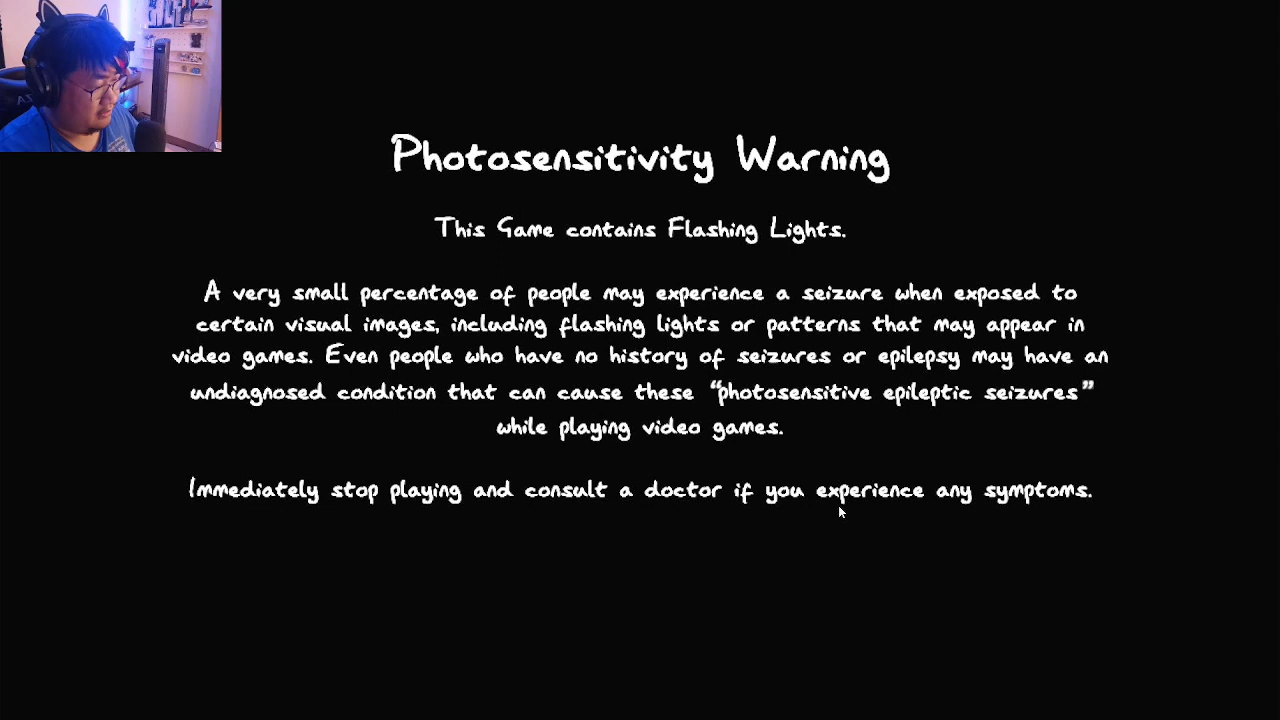 Photosensitivity Warning
This Game contains Flashing Lights.
A very small percentage of people may experience a seizure when exposed to
certain visual images, including flashing lights or patterns that may appear in
video games. Even people who have no history of seizures or epilepsy may have an
undiagnosed condition that can cause these “photosensitive epileptic seizures”
while playing video games.
Immediately stop playing and consult a doctor if you experience any symptoms.